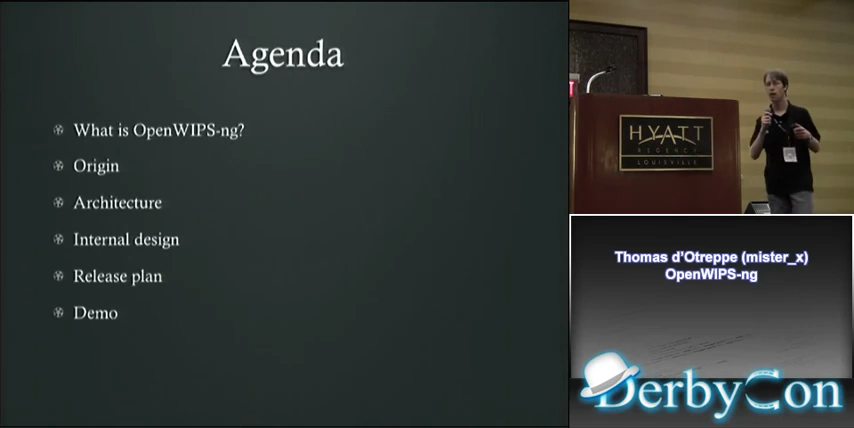 Agenda
What is OpenWIPS-ng?
Origin
Architecture
Internal design
Release plan
Demo
HYATT
REGENCY
LOUISVILLE
Thomas d'Otreppe (mister_x)
OpenWIPS-ng
DerbyCon